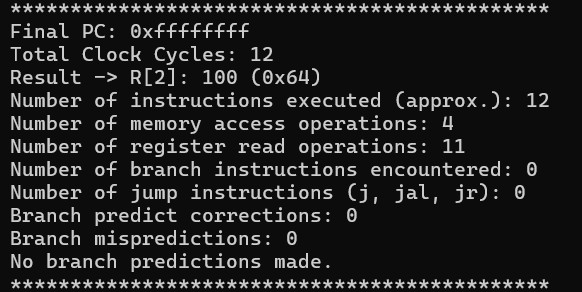 *********************************************
Final PC: 0xffffffff
Total Clock Cycles: 12
Result -> R[2]: 100 (0x64)
Number of instructions executed (approx.): 12
Number of memory access operations: 4
Number of register read operations: 11
Number of branch instructions encountered: 0
Number of jump instructions (j, jal, jr): 0
Branch predict corrections: 0
Branch mispredictions: 0
No branch predictions made.
*********************************************